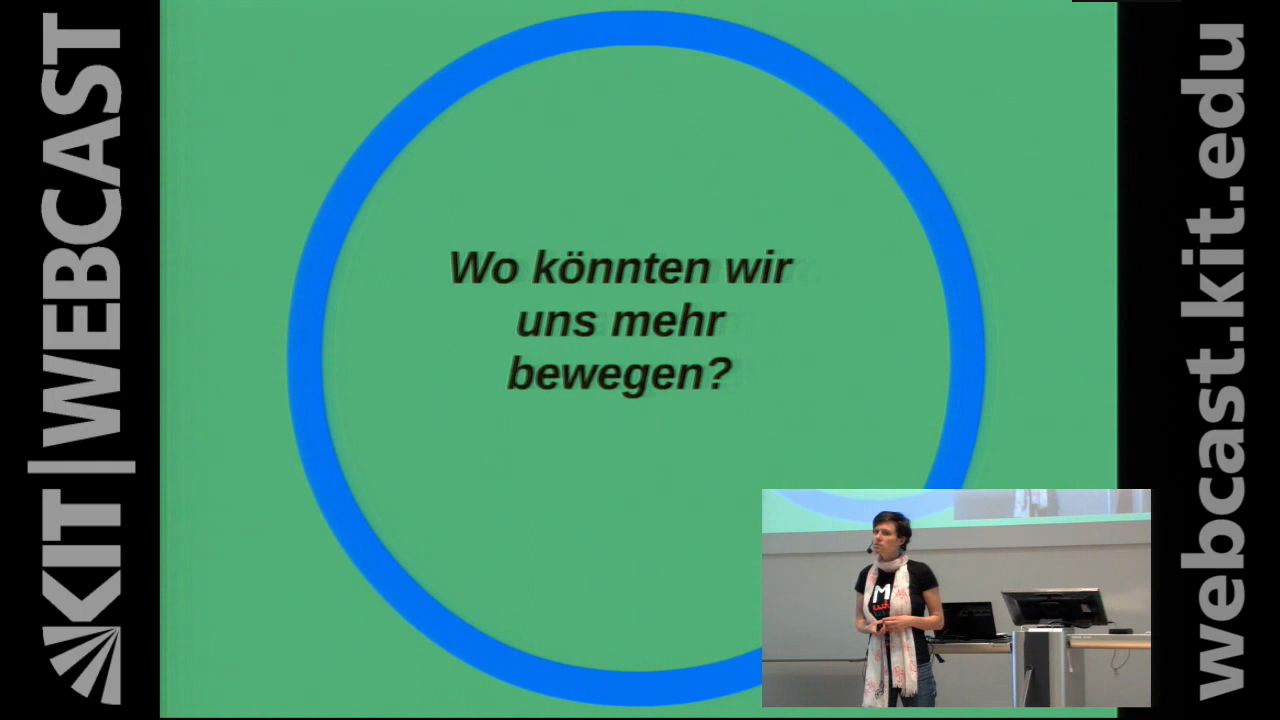 KIT | WEBCAST
Wo könnten wir
uns mehr
bewegen?
M
webcast.kit.edu